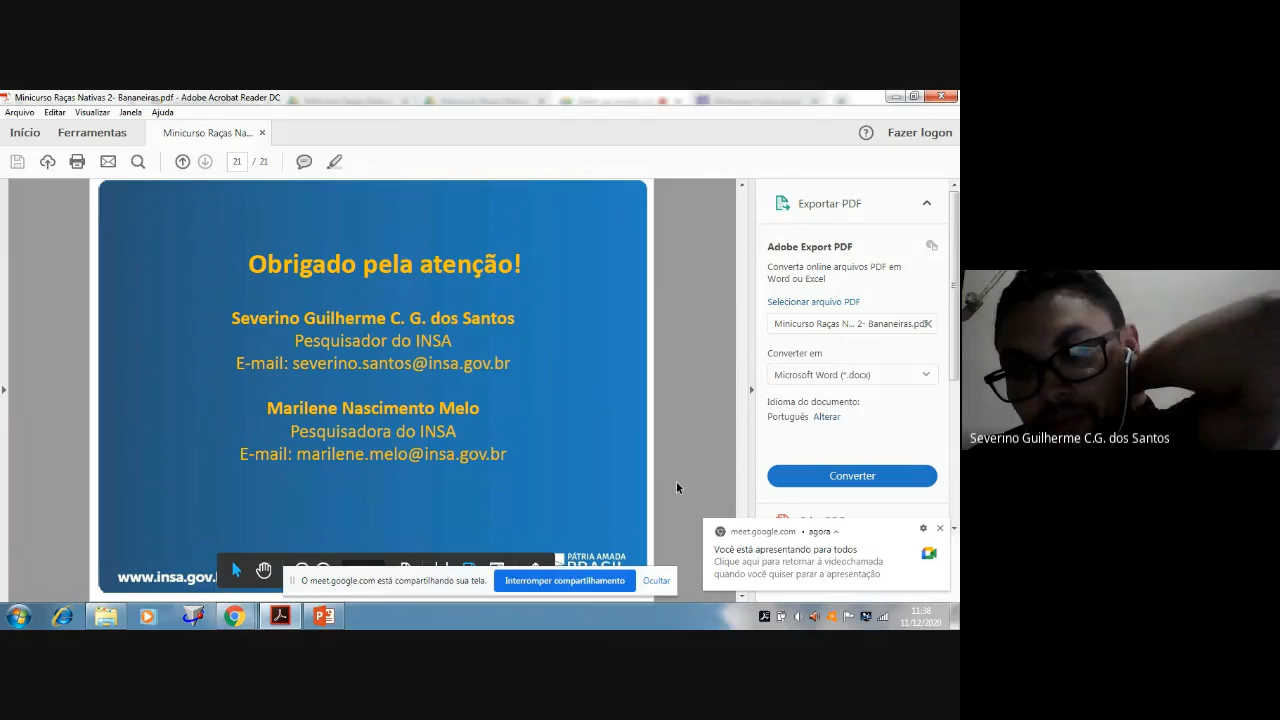 Minicurso Raças Nativas 2- Bananeiras.pdf - Adobe Acrobat Reader DC
Arquivo Editar Visualizar Janela Ajuda
Início Ferramentas Minicurso Raças Na... × Fazer logon
21 / 21
Obrigado pela atenção!
Severino Guilherme C. G. dos Santos
Pesquisador do INSA
E-mail: severino.santos@insa.gov.br
Marilene Nascimento Melo
Pesquisadora do INSA
E-mail: marilene.melo@insa.gov.br
www.insa.gov.
PÁTRIA AMADA
BRASIL
Exportar PDF
Adobe Export PDF
Converta online arquivos PDF em
Word ou Excel
Selecionar arquivo PDF
Minicurso Raças N... 2- Bananeiras.pdf
Converter em
Microsoft Word (*.docx)
Idioma do documento:
Português Alterar
Converter
meet.google.com • agora
Você está apresentando para todos
Clique aqui para retornar à videochamada
quando você quiser parar a apresentação
O meet.google.com está compartilhando sua tela. Interromper compartilhamento Ocultar
11:38
11/12/2020
Severino Guilherme C.G. dos Santos